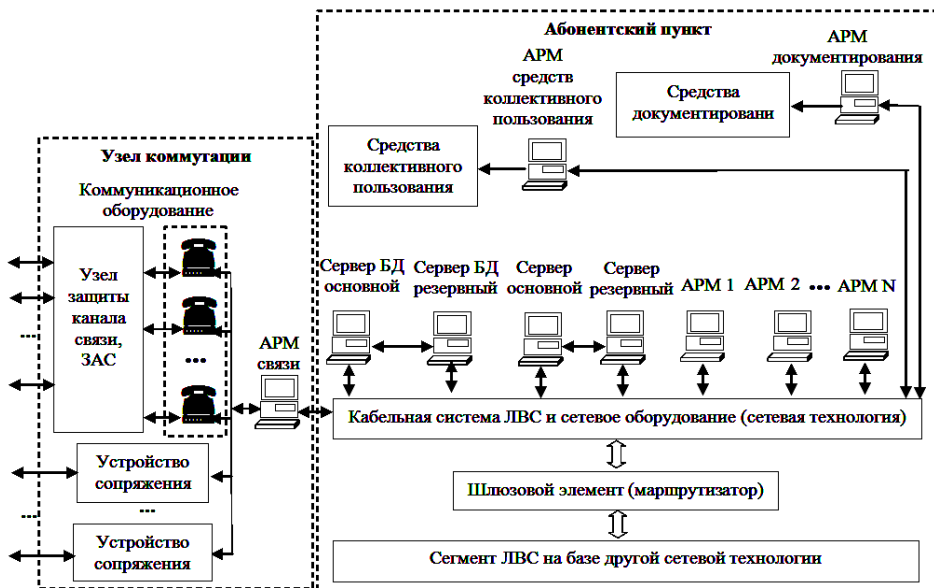 Абонентский пункт
АРМ
документирования
АРМ
средств
коллективного
пользования
Средства
документировани
Средства
коллективного
пользования
Узел коммутации
Коммуникационное
оборудование
Узел
защиты
канала
связи,
ЗАС
...
...
...
АРМ
связи
Сервер БД
основной
Сервер БД
резервный
Сервер
основной
Сервер
резервный
АРМ 1
АРМ 2
...
АРМ N
Кабельная система ЛВС и сетевое оборудование (сетевая технология)
Устройство
сопряжения
...
...
Устройство
сопряжения
Шлюзовой элемент (маршрутизатор)
Сегмент ЛВС на базе другой сетевой технологии